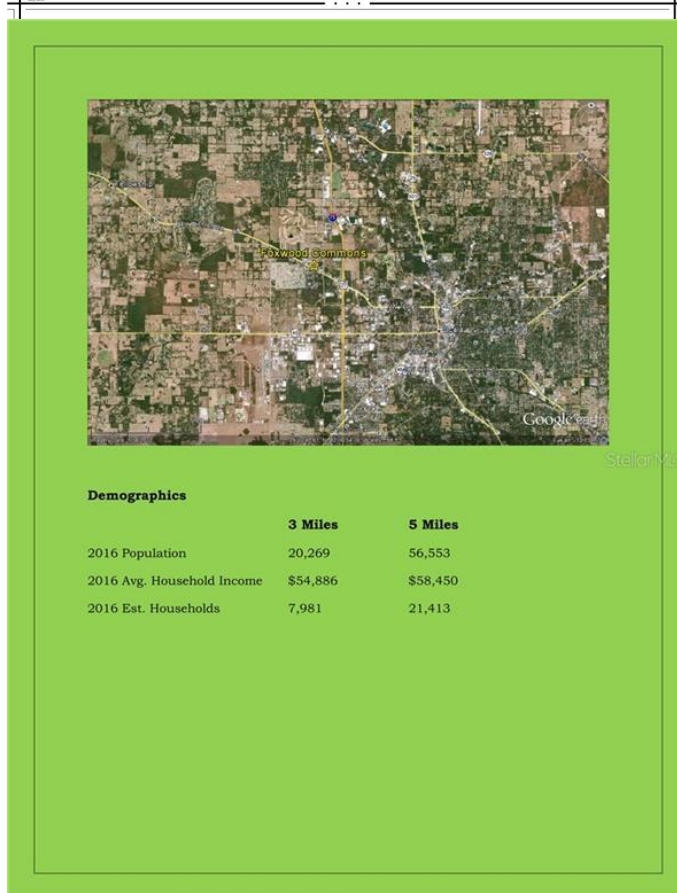 Foxwood Commons
Google earth
Demographics
3 Miles 5 Miles
2016 Population 20,269 56,553
2016 Avg. Household Income $54,886 $58,450
2016 Est. Households 7,981 21,413